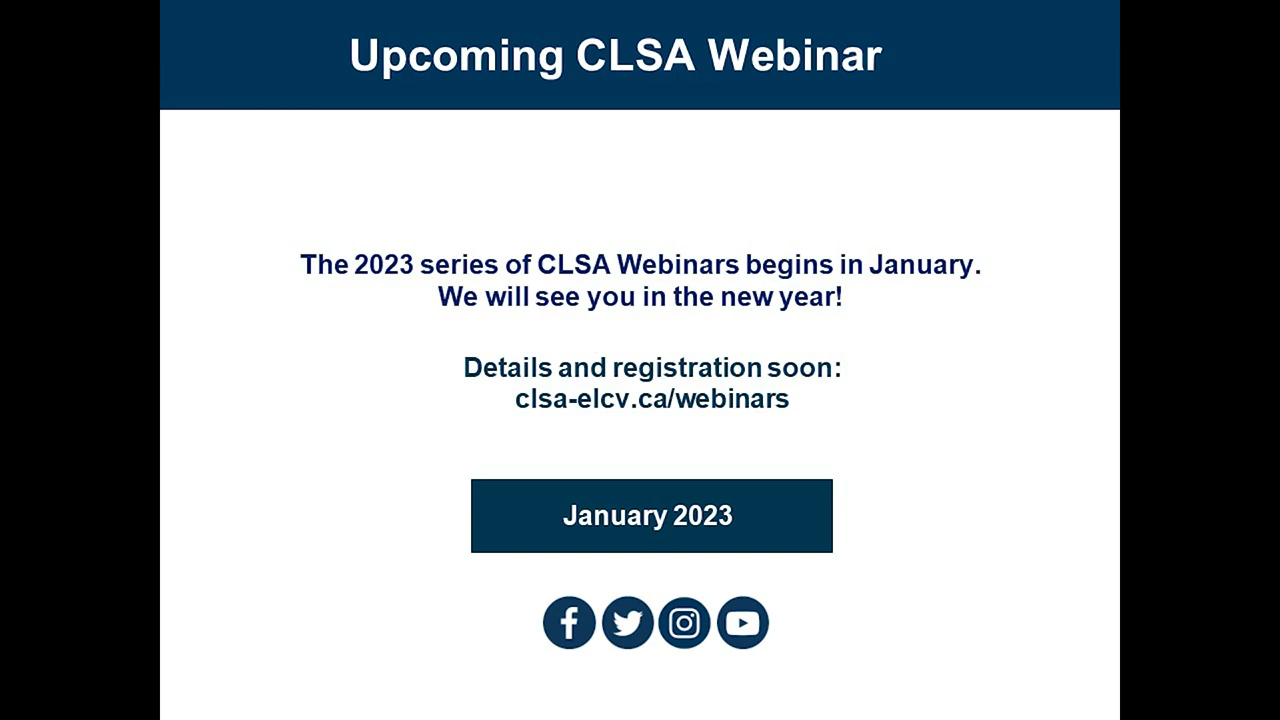 Upcoming CLSA Webinar
The 2023 series of CLSA Webinars begins in January.
We will see you in the new year!
Details and registration soon:
clsa-elcv.ca/webinars
January 2023